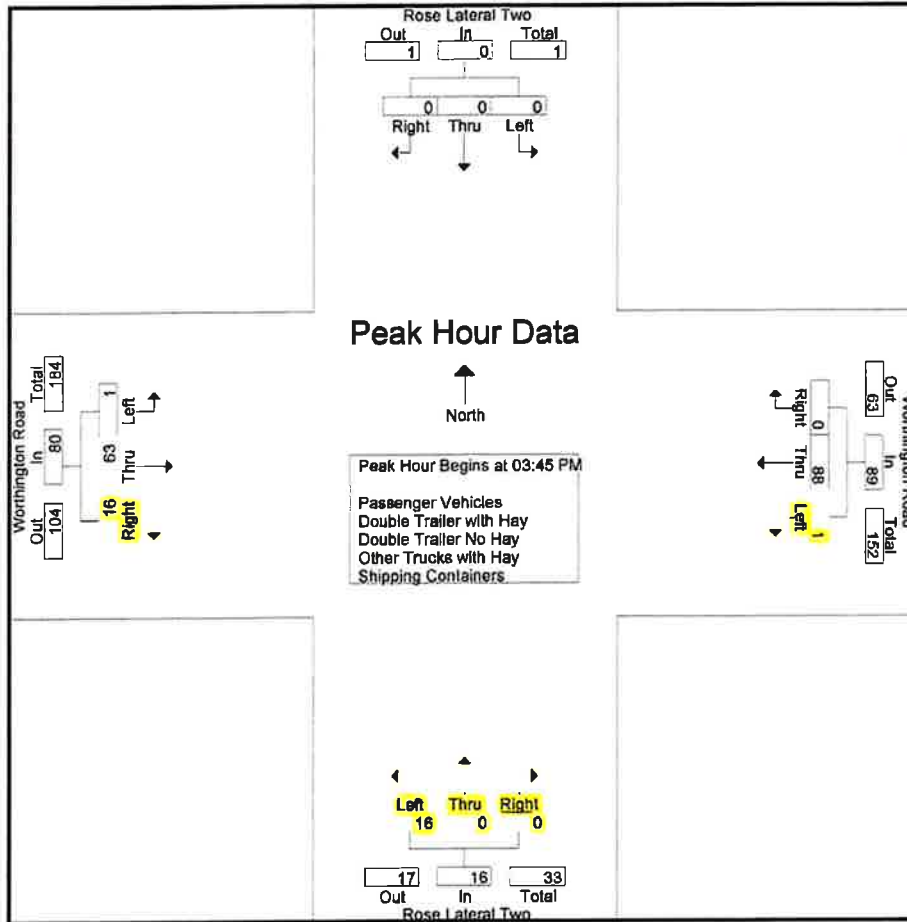 Rose Lateral Two
Out In Total
1 0 1
0 0 0
Right Thru Left
Peak Hour Data
North
Peak Hour Begins at 03:45 PM
Passenger Vehicles
Double Trailer with Hay
Double Trailer No Hay
Other Trucks with Hay
Shipping Containers
Worthington Road
Total In Out
184 80 104
1 63 16
Left Thru Right
Right Thru Left
0 88 1
Out In Total
63 89 152
Worthington Road
Left Thru Right
16 0 0
17 16 33
Out In Total
Rose Lateral Two